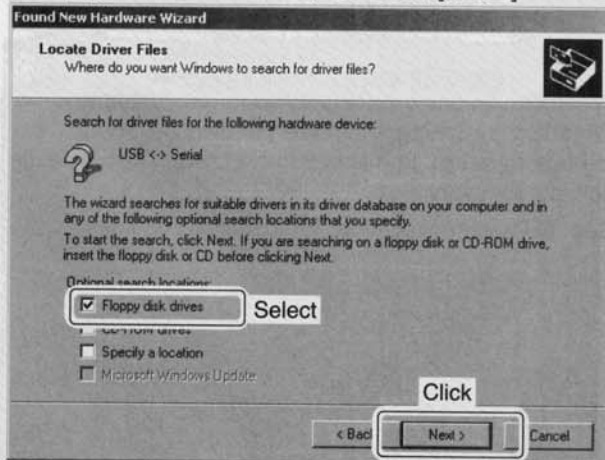 Found New Hardware Wizard
Locate Driver Files
Where do you want Windows to search for driver files?
Search for driver files for the following hardware device:
USB <-> Serial
The wizard searches for suitable drivers in its driver database on your computer and in
any of the following optional search locations that you specify.
To start the search, click Next. If you are searching on a floppy disk or CD-ROM drive,
insert the floppy disk or CD before clicking Next.
Optional search locations:
Floppy disk drives
Select
CD-ROM drives
Specify a location
Microsoft Windows Update
Click
< Back
Next >
Cancel